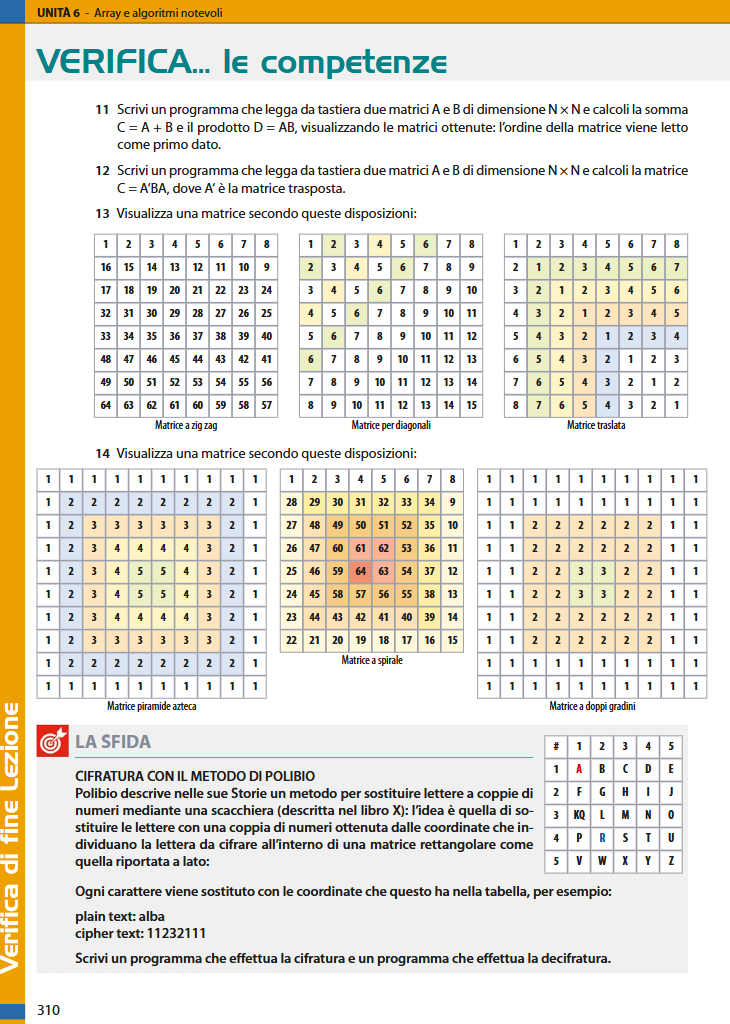 UNITÀ 6 - Array e algoritmi notevoli
VERIFICA... le competenze
11 Scrivi un programma che legga da tastiera due matrici A e B di dimensione N × N e calcoli la somma
C = A + B e il prodotto D = AB, visualizzando le matrici ottenute: l'ordine della matrice viene letto
come primo dato.
12 Scrivi un programma che legga da tastiera due matrici A e B di dimensione N × N e calcoli la matrice
C = A'BA, dove A' è la matrice trasposta.
13 Visualizza una matrice secondo queste disposizioni:
1 2 3 4 5 6 7 8
16 15 14 13 12 11 10 9
17 18 19 20 21 22 23 24
32 31 30 29 28 27 26 25
33 34 35 36 37 38 39 40
48 47 46 45 44 43 42 41
49 50 51 52 53 54 55 56
64 63 62 61 60 59 58 57
Matrice a zig zag
1 2 3 4 5 6 7 8
2 3 4 5 6 7 8 9
3 4 5 6 7 8 9 10
4 5 6 7 8 9 10 11
5 6 7 8 9 10 11 12
6 7 8 9 10 11 12 13
7 8 9 10 11 12 13 14
8 9 10 11 12 13 14 15
Matrice per diagonali
1 2 3 4 5 6 7 8
2 1 2 3 4 5 6 7
3 2 1 2 3 4 5 6
4 3 2 1 2 3 4 5
5 4 3 2 1 2 3 4
6 5 4 3 2 1 2 3
7 6 5 4 3 2 1 2
8 7 6 5 4 3 2 1
Matrice traslata
14 Visualizza una matrice secondo queste disposizioni:
1 1 1 1 1 1 1 1 1 1
1 2 2 2 2 2 2 2 2 1
1 2 3 3 3 3 3 3 2 1
1 2 3 4 4 4 4 3 2 1
1 2 3 4 5 5 4 3 2 1
1 2 3 4 5 5 4 3 2 1
1 2 3 4 4 4 4 3 2 1
1 2 3 3 3 3 3 3 2 1
1 2 2 2 2 2 2 2 2 1
1 1 1 1 1 1 1 1 1 1
Matrice piramide azteca
1 2 3 4 5 6 7 8
28 29 30 31 32 33 34 9
27 48 49 50 51 52 35 10
26 47 60 61 62 53 36 11
25 46 59 64 63 54 37 12
24 45 58 57 56 55 38 13
23 44 43 42 41 40 39 14
22 21 20 19 18 17 16 15
Matrice a spirale
1 1 1 1 1 1 1 1 1 1
1 1 1 1 1 1 1 1 1 1
1 1 2 2 2 2 2 2 1 1
1 1 2 2 2 2 2 2 1 1
1 1 2 2 3 3 2 2 1 1
1 1 2 2 3 3 2 2 1 1
1 1 2 2 2 2 2 2 1 1
1 1 2 2 2 2 2 2 1 1
1 1 1 1 1 1 1 1 1 1
1 1 1 1 1 1 1 1 1 1
Matrice a doppi gradini
LA SFIDA
CIFRATURA CON IL METODO DI POLIBIO
Polibio descrive nelle sue Storie un metodo per sostituire lettere a coppie di
numeri mediante una scacchiera (descritta nel libro X): l'idea è quella di so-
stituire le lettere con una coppia di numeri ottenuta dalle coordinate che in-
dividuano la lettera da cifrare all'interno di una matrice rettangolare come
quella riportata a lato:
# 1 2 3 4 5
1 A B C D E
2 F G H I J
3 KQ L M N O
4 P R S T U
5 V W X Y Z
Ogni carattere viene sostituto con le coordinate che questo ha nella tabella, per esempio:
plain text: alba
cipher text: 11232111
Scrivi un programma che effettua la cifratura e un programma che effettua la decifratura.
Verifica di fine Lezione
310